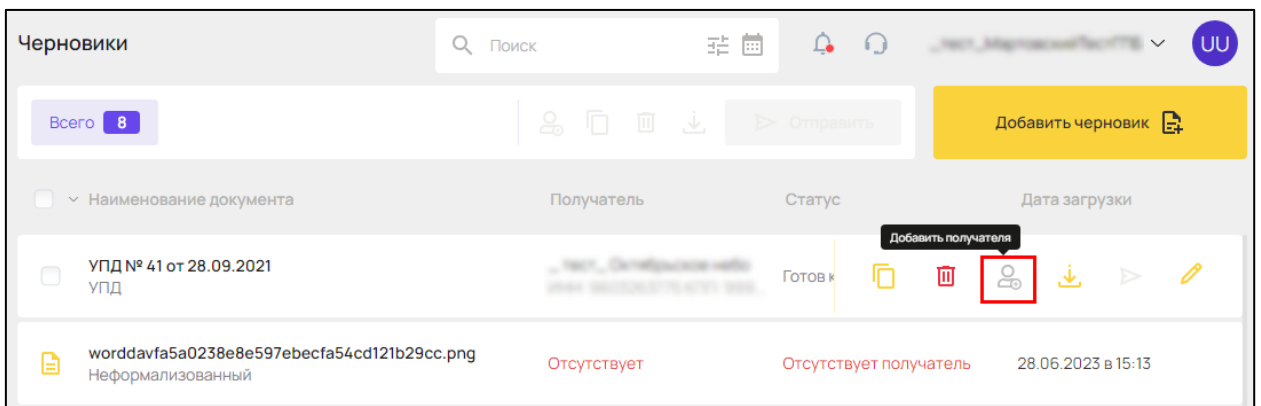 Черновики
Поиск
UU
Всего 8
Отправить
Добавить черновик
Наименование документа
Получатель
Статус
Дата загрузки
Добавить получателя
УПД № 41 от 28.09.2021
УПД
Готов к
worddavfa5a0238e8e597ebecfa54cd121b29cc.png
Неформализованный
Отсутствует
Отсутствует получатель
28.06.2023 в 15:13